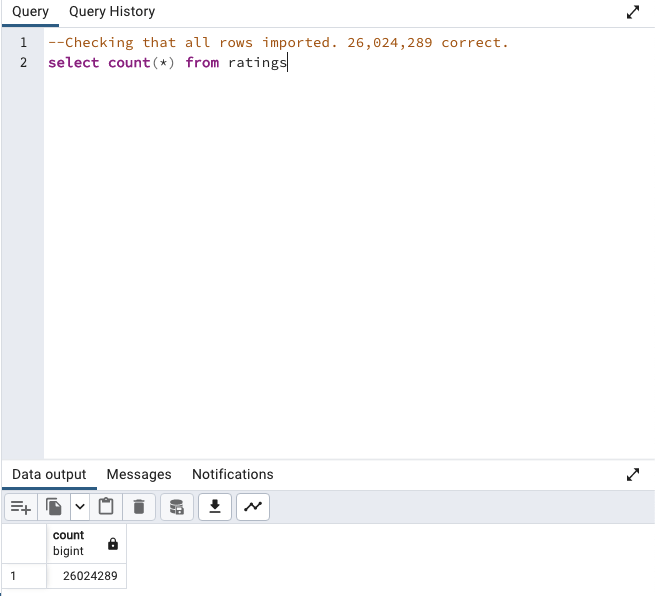 Query Query History
1 --Checking that all rows imported. 26,024,289 correct.
2 select count(*) from ratings
Data output Messages Notifications
count
bigint
1 26024289